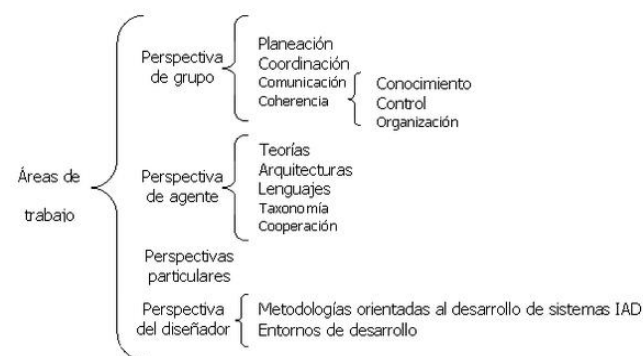 Áreas de
trabajo
Perspectiva
de grupo
Planeación
Coordinación
Comunicación
Coherencia
Conocimiento
Control
Organización
Perspectiva
de agente
Teorías
Arquitecturas
Lenguajes
Taxonomía
Cooperación
Perspectivas
particulares
Perspectiva
del diseñador
Metodologías orientadas al desarrollo de sistemas IAD
Entornos de desarrollo